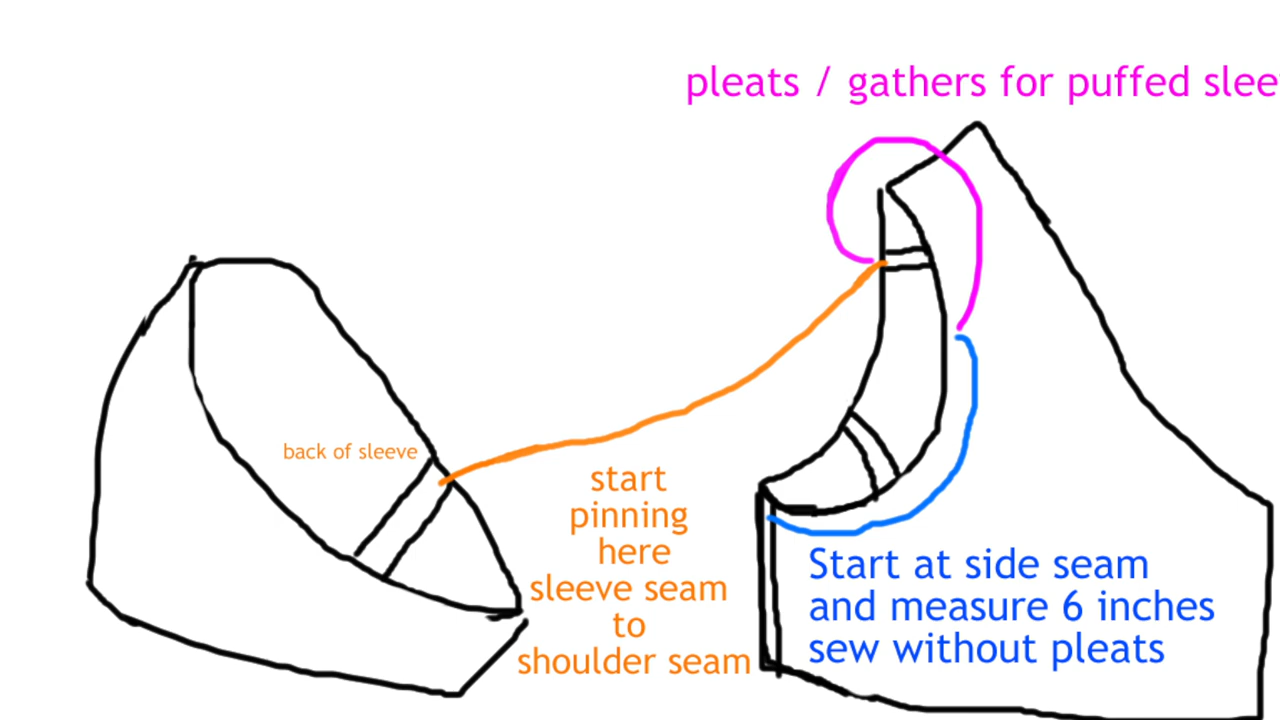 pleats / gathers for puffed slee
back of sleeve
start
pinning
here
sleeve seam
to
shoulder seam
Start at side seam
and measure 6 inches
sew without pleats